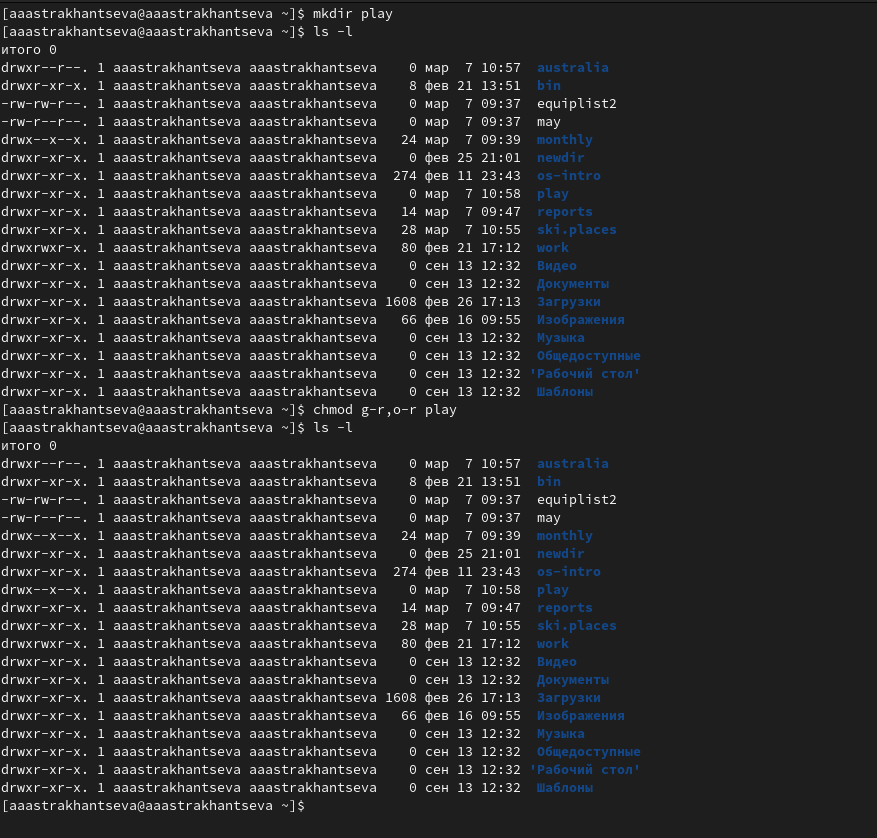 [aaastrakhantseva@aaastrakhantseva ~]$ mkdir play
[aaastrakhantseva@aaastrakhantseva ~]$ ls -l
итого 0
drwxr--r--. 1 aaastrakhantseva aaastrakhantseva    0 мар  7 10:57  australia
drwxr-xr-x. 1 aaastrakhantseva aaastrakhantseva    8 фев 21 13:51  bin
-rw-rw-r--. 1 aaastrakhantseva aaastrakhantseva    0 мар  7 09:37  equiplist2
-rw-r--r--. 1 aaastrakhantseva aaastrakhantseva    0 мар  7 09:37  may
drwx--x--x. 1 aaastrakhantseva aaastrakhantseva   24 мар  7 09:39  monthly
drwxr-xr-x. 1 aaastrakhantseva aaastrakhantseva    0 фев 25 21:01  newdir
drwxr-xr-x. 1 aaastrakhantseva aaastrakhantseva  274 фев 11 23:43  os-intro
drwxr-xr-x. 1 aaastrakhantseva aaastrakhantseva    0 мар  7 10:58  play
drwxr-xr-x. 1 aaastrakhantseva aaastrakhantseva   14 мар  7 09:47  reports
drwxr-xr-x. 1 aaastrakhantseva aaastrakhantseva   28 мар  7 10:55  ski.places
drwxrwxr-x. 1 aaastrakhantseva aaastrakhantseva   80 фев 21 17:12  work
drwxr-xr-x. 1 aaastrakhantseva aaastrakhantseva    0 сен 13 12:32  Видео
drwxr-xr-x. 1 aaastrakhantseva aaastrakhantseva    0 сен 13 12:32  Документы
drwxr-xr-x. 1 aaastrakhantseva aaastrakhantseva 1608 фев 26 17:13  Загрузки
drwxr-xr-x. 1 aaastrakhantseva aaastrakhantseva   66 фев 16 09:55  Изображения
drwxr-xr-x. 1 aaastrakhantseva aaastrakhantseva    0 сен 13 12:32  Музыка
drwxr-xr-x. 1 aaastrakhantseva aaastrakhantseva    0 сен 13 12:32  Общедоступные
drwxr-xr-x. 1 aaastrakhantseva aaastrakhantseva    0 сен 13 12:32 'Рабочий стол'
drwxr-xr-x. 1 aaastrakhantseva aaastrakhantseva    0 сен 13 12:32  Шаблоны
[aaastrakhantseva@aaastrakhantseva ~]$ chmod g-r,o-r play
[aaastrakhantseva@aaastrakhantseva ~]$ ls -l
итого 0
drwxr--r--. 1 aaastrakhantseva aaastrakhantseva    0 мар  7 10:57  australia
drwxr-xr-x. 1 aaastrakhantseva aaastrakhantseva    8 фев 21 13:51  bin
-rw-rw-r--. 1 aaastrakhantseva aaastrakhantseva    0 мар  7 09:37  equiplist2
-rw-r--r--. 1 aaastrakhantseva aaastrakhantseva    0 мар  7 09:37  may
drwx--x--x. 1 aaastrakhantseva aaastrakhantseva   24 мар  7 09:39  monthly
drwxr-xr-x. 1 aaastrakhantseva aaastrakhantseva    0 фев 25 21:01  newdir
drwxr-xr-x. 1 aaastrakhantseva aaastrakhantseva  274 фев 11 23:43  os-intro
drwx--x--x. 1 aaastrakhantseva aaastrakhantseva    0 мар  7 10:58  play
drwxr-xr-x. 1 aaastrakhantseva aaastrakhantseva   14 мар  7 09:47  reports
drwxr-xr-x. 1 aaastrakhantseva aaastrakhantseva   28 мар  7 10:55  ski.places
drwxrwxr-x. 1 aaastrakhantseva aaastrakhantseva   80 фев 21 17:12  work
drwxr-xr-x. 1 aaastrakhantseva aaastrakhantseva    0 сен 13 12:32  Видео
drwxr-xr-x. 1 aaastrakhantseva aaastrakhantseva    0 сен 13 12:32  Документы
drwxr-xr-x. 1 aaastrakhantseva aaastrakhantseva 1608 фев 26 17:13  Загрузки
drwxr-xr-x. 1 aaastrakhantseva aaastrakhantseva   66 фев 16 09:55  Изображения
drwxr-xr-x. 1 aaastrakhantseva aaastrakhantseva    0 сен 13 12:32  Музыка
drwxr-xr-x. 1 aaastrakhantseva aaastrakhantseva    0 сен 13 12:32  Общедоступные
drwxr-xr-x. 1 aaastrakhantseva aaastrakhantseva    0 сен 13 12:32 'Рабочий стол'
drwxr-xr-x. 1 aaastrakhantseva aaastrakhantseva    0 сен 13 12:32  Шаблоны
[aaastrakhantseva@aaastrakhantseva ~]$